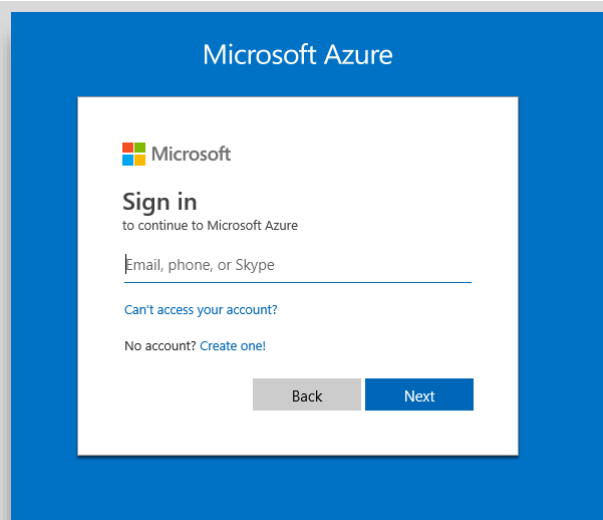 Microsoft Azure
Microsoft
Sign in
to continue to Microsoft Azure
Email, phone, or Skype
Can't access your account?
No account? Create one!
Back Next